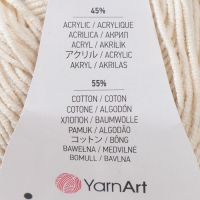 45%
ACRYLIC / ACRYLIQUE
ACRILICA / АКРИЛ
ACRYL / AKRILIK
アクリル / ACRYLIC
AKRYL / AKRILAS
55%
COTTON / COTON
COTONE / ALGODÓN
ХЛОПОК / BAUMWOLLE
PAMUK / ALGODÃO
コットン / BÔNG
BAWEŁNA / MEDVILNĖ
BOMULL / BAVLNA
YarnArt